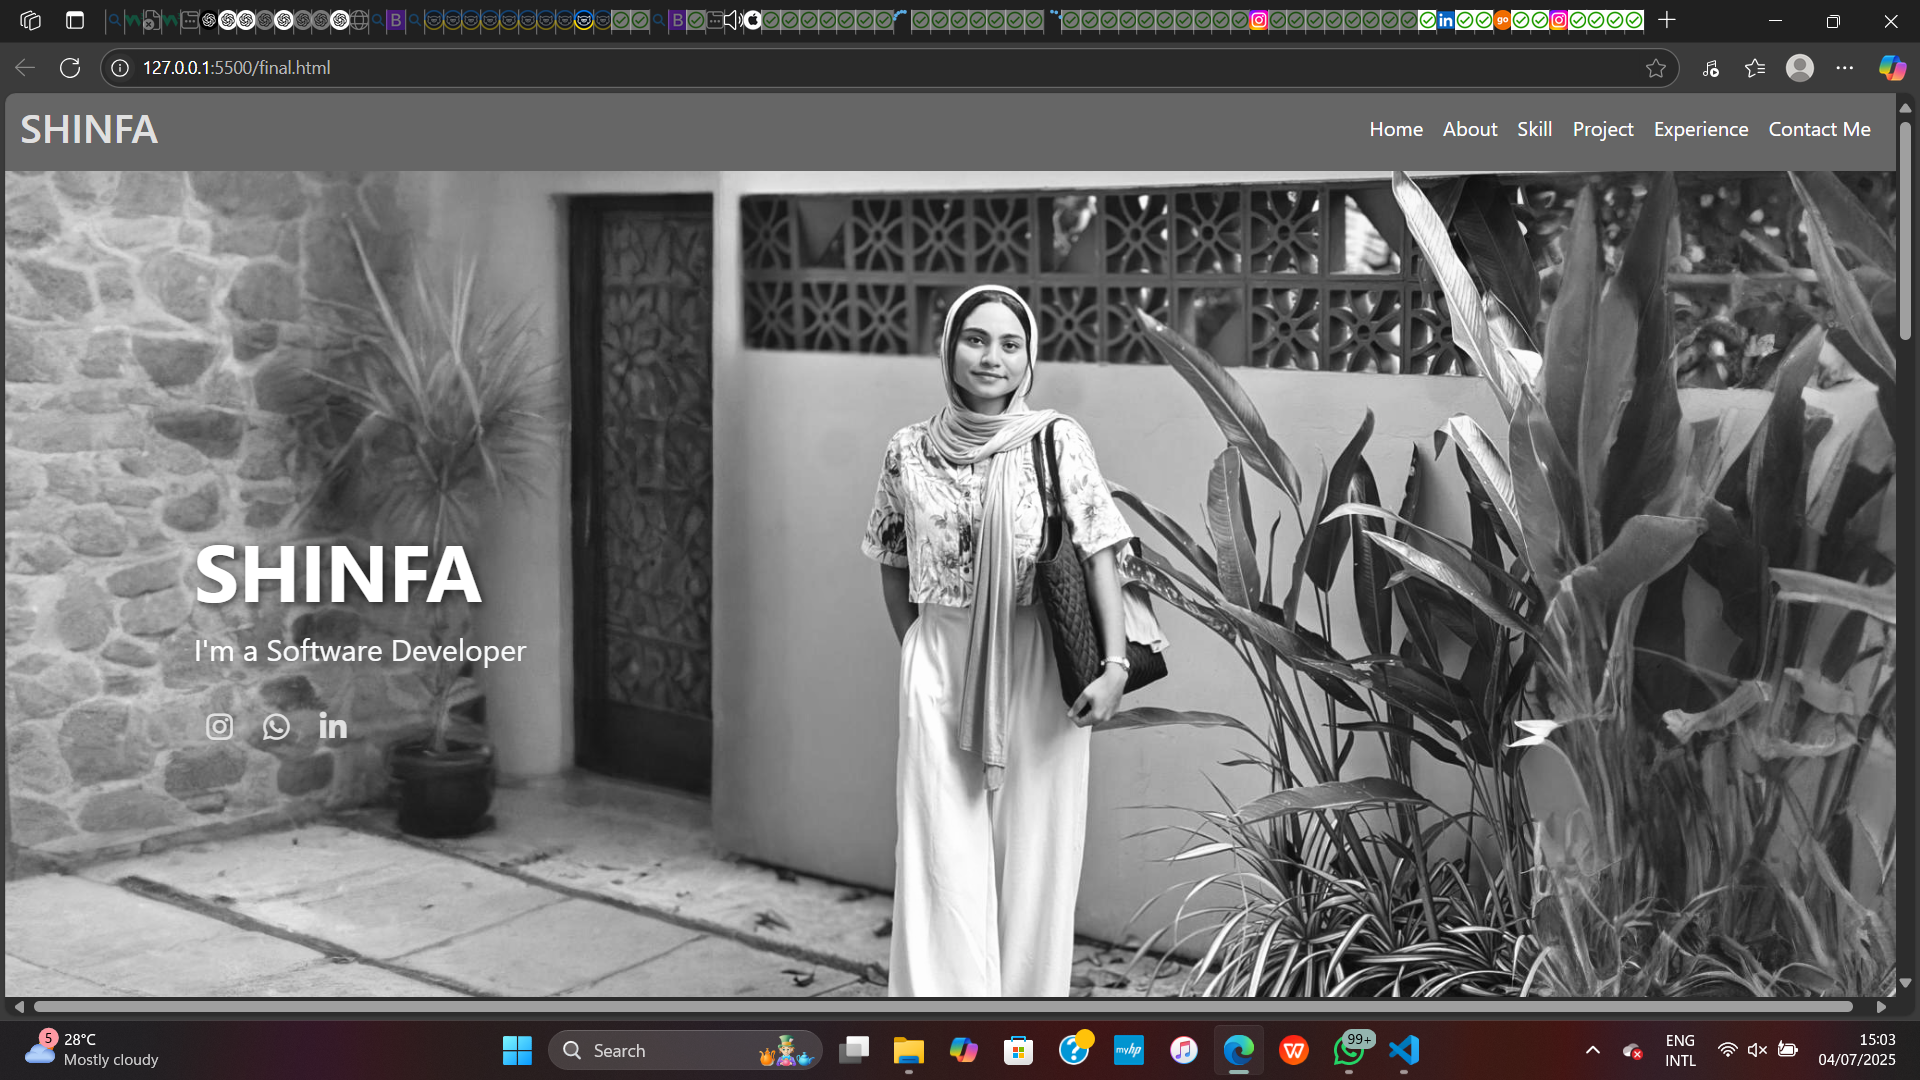 127.0.0.1:5500/final.html
SHINFA
Home About Skill Project Experience Contact Me
SHINFA
I'm a Software Developer
5
28°C
Mostly cloudy
Search
99+
ENG
INTL
15:03
04/07/2025